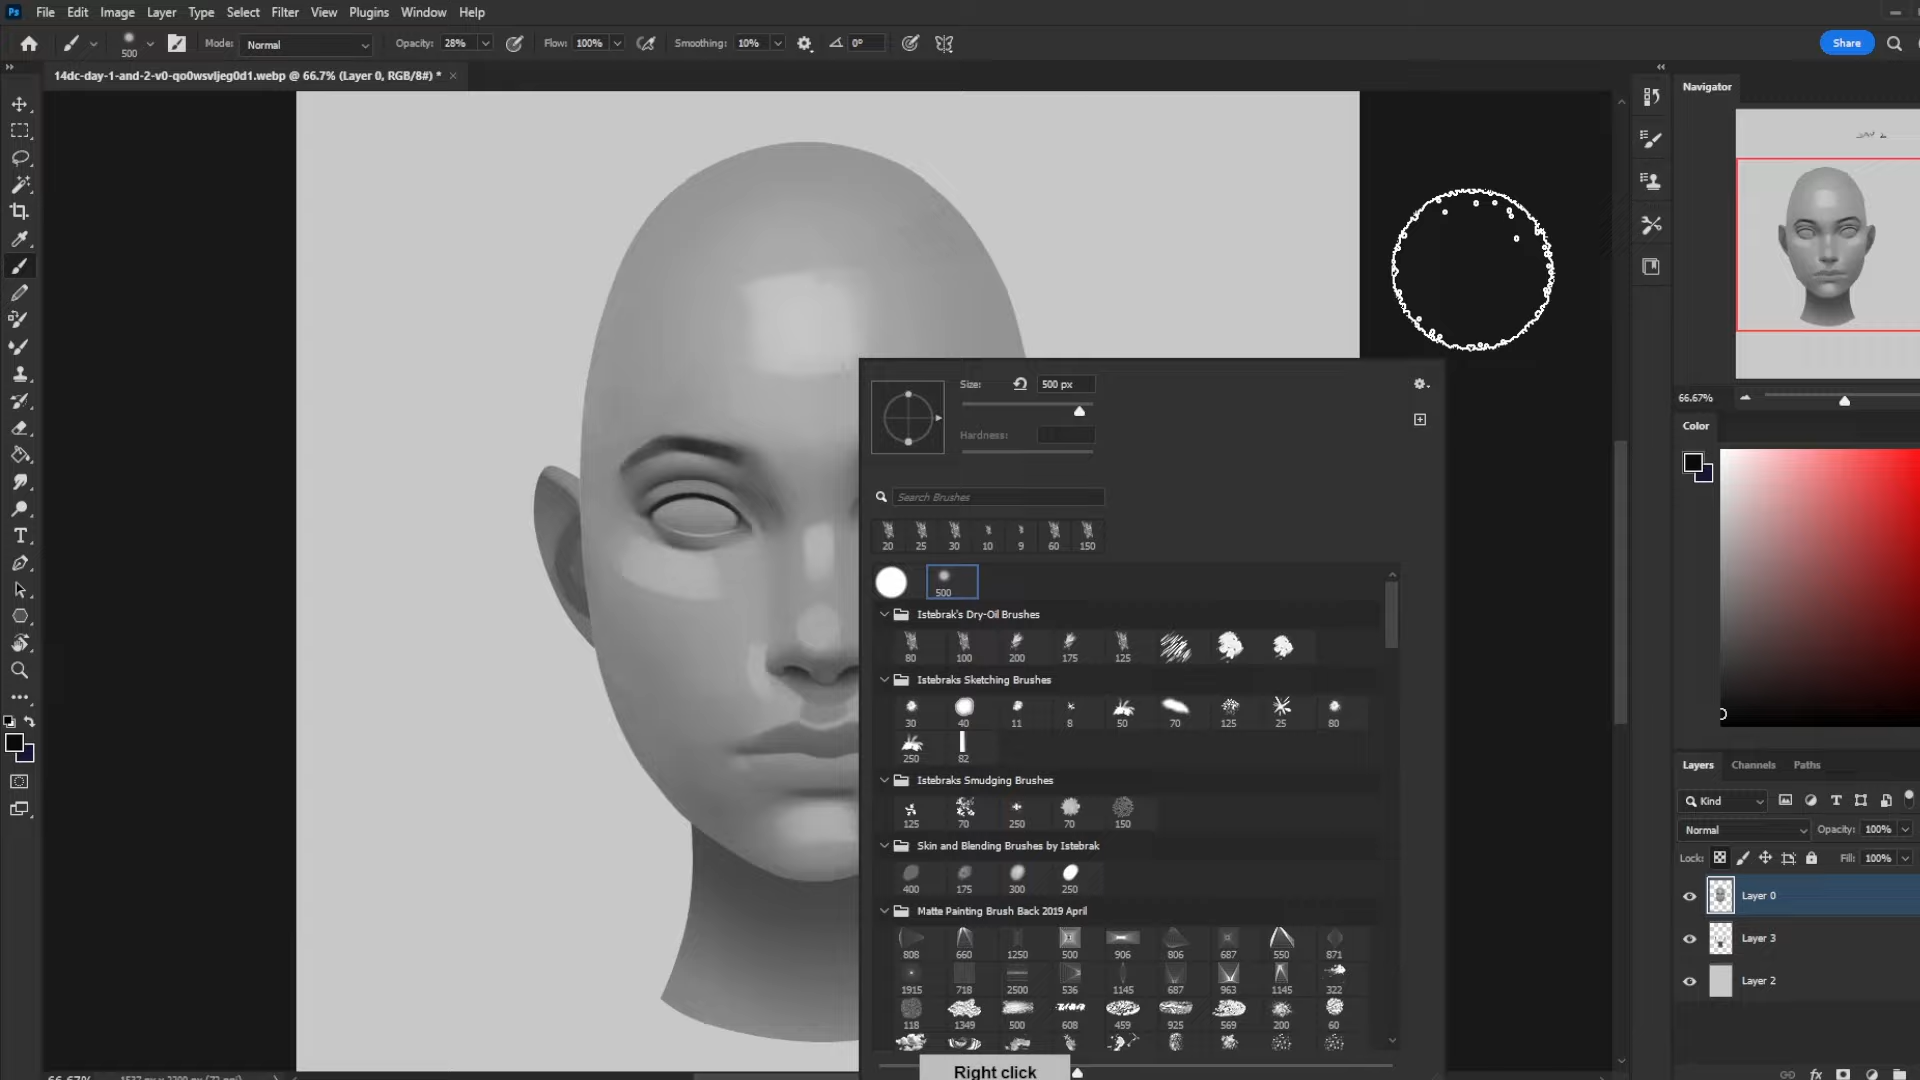 Ps File Edit Image Layer Type Select Filter View Plugins Window Help
500 Mode: Normal Opacity: 28% Flow: 100% Smoothing: 10% 0° Share
14dc-day-1-and-2-v0-qo0wsvljeg0d1.webp @ 66.7% (Layer 0, RGB/8#) * ×
Navigator
66.67%
Color
Size: 500 px
Hardness:
Search Brushes
20 25 30 10 9 60 150
500
Istebrak's Dry-Oil Brushes
80 100 200 175 125
Istebraks Sketching Brushes
30 40 11 8 50 70 125 25 80
250 82
Istebraks Smudging Brushes
125 70 250 70 150
Skin and Blending Brushes by Istebrak
400 175 300 250
Matte Painting Brush Back 2019 April
808 660 1250 500 906 806 687 550 871
1915 718 2500 536 1145 687 963 1145 322
118 1349 500 608 459 925 569 200 60
Right click
Layers Channels Paths
Kind
Normal Opacity: 100%
Lock: Fill: 100%
Layer 0
Layer 3
Layer 2
fx